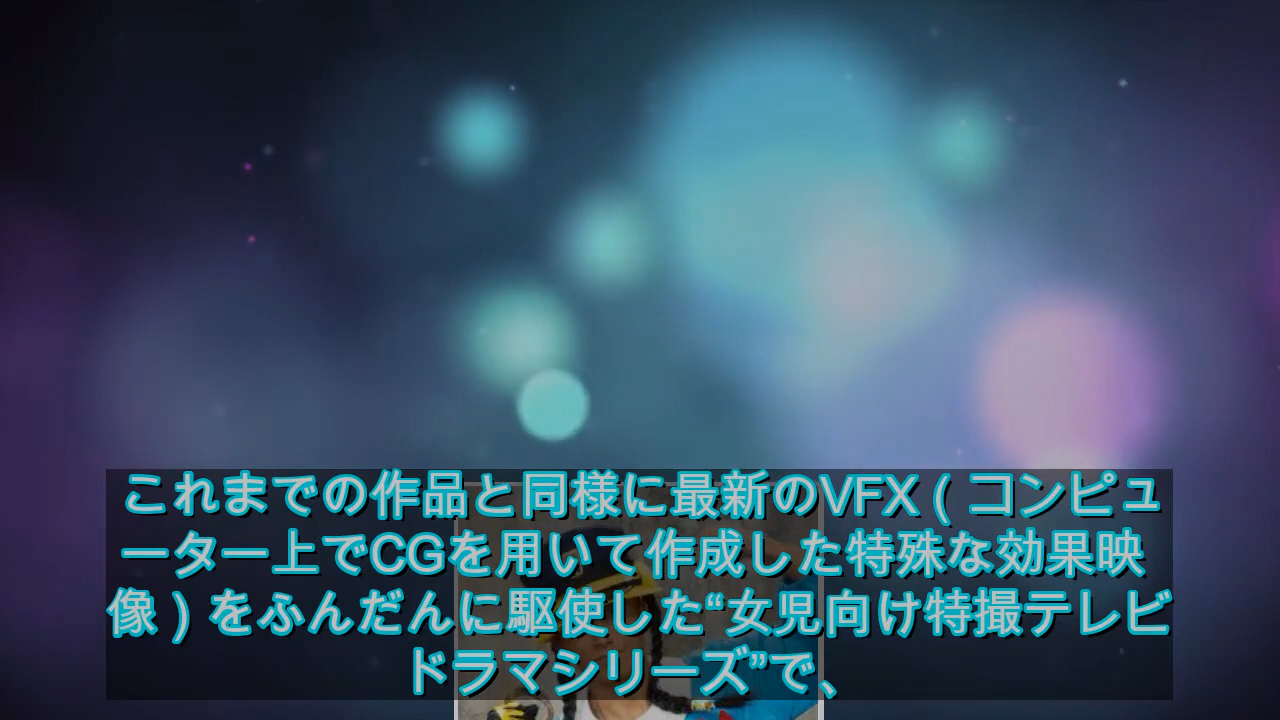 これまでの作品と同様に最新のVFX（コンピュ
ーター上でCGを用いて作成した特殊な効果映
像）をふんだんに駆使した“女児向け特撮テレビ
ドラマシリーズ”で、